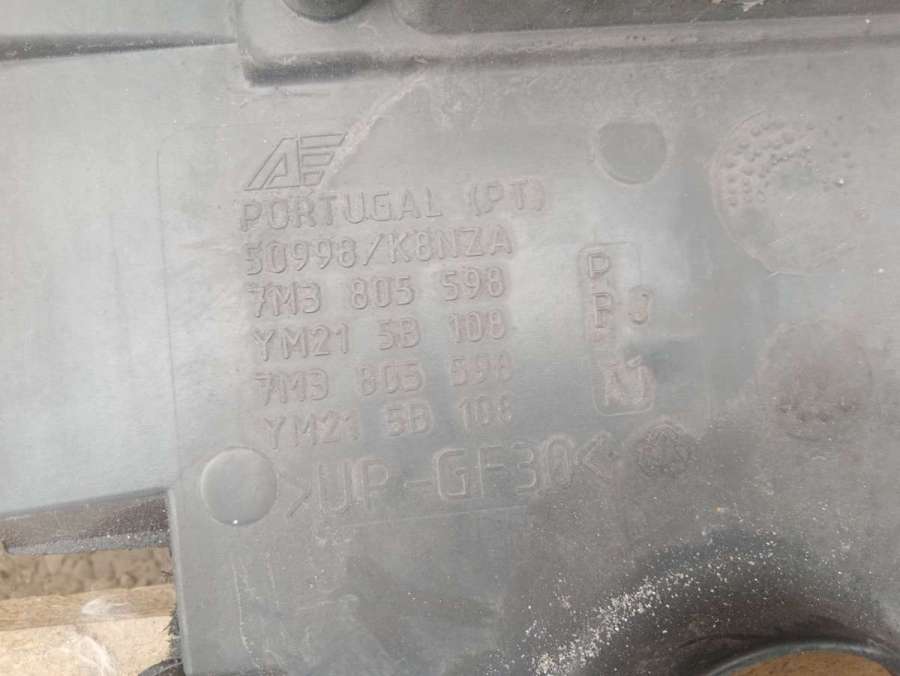 AE
PORTUGAL (PT)
50998/K8NZA
7M3 805 598
YM21 5B 108
7M3 805 598
YM21 5B 108
>UP-GF30<